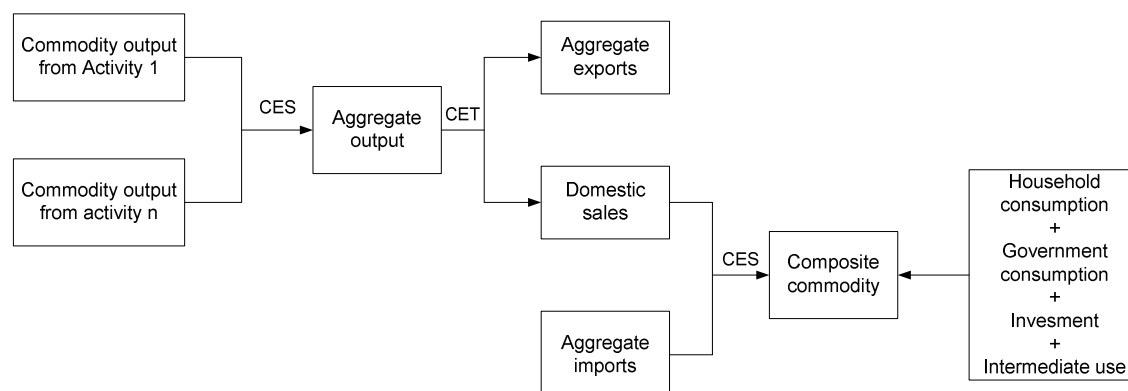 Commodity output
from Activity 1
Commodity output
from activity n
CES
Aggregate
output
CET
Aggregate
exports
Domestic
sales
Aggregate
imports
CES
Composite
commodity
Household
consumption
+
Government
consumption
+
Invesment
+
Intermediate use